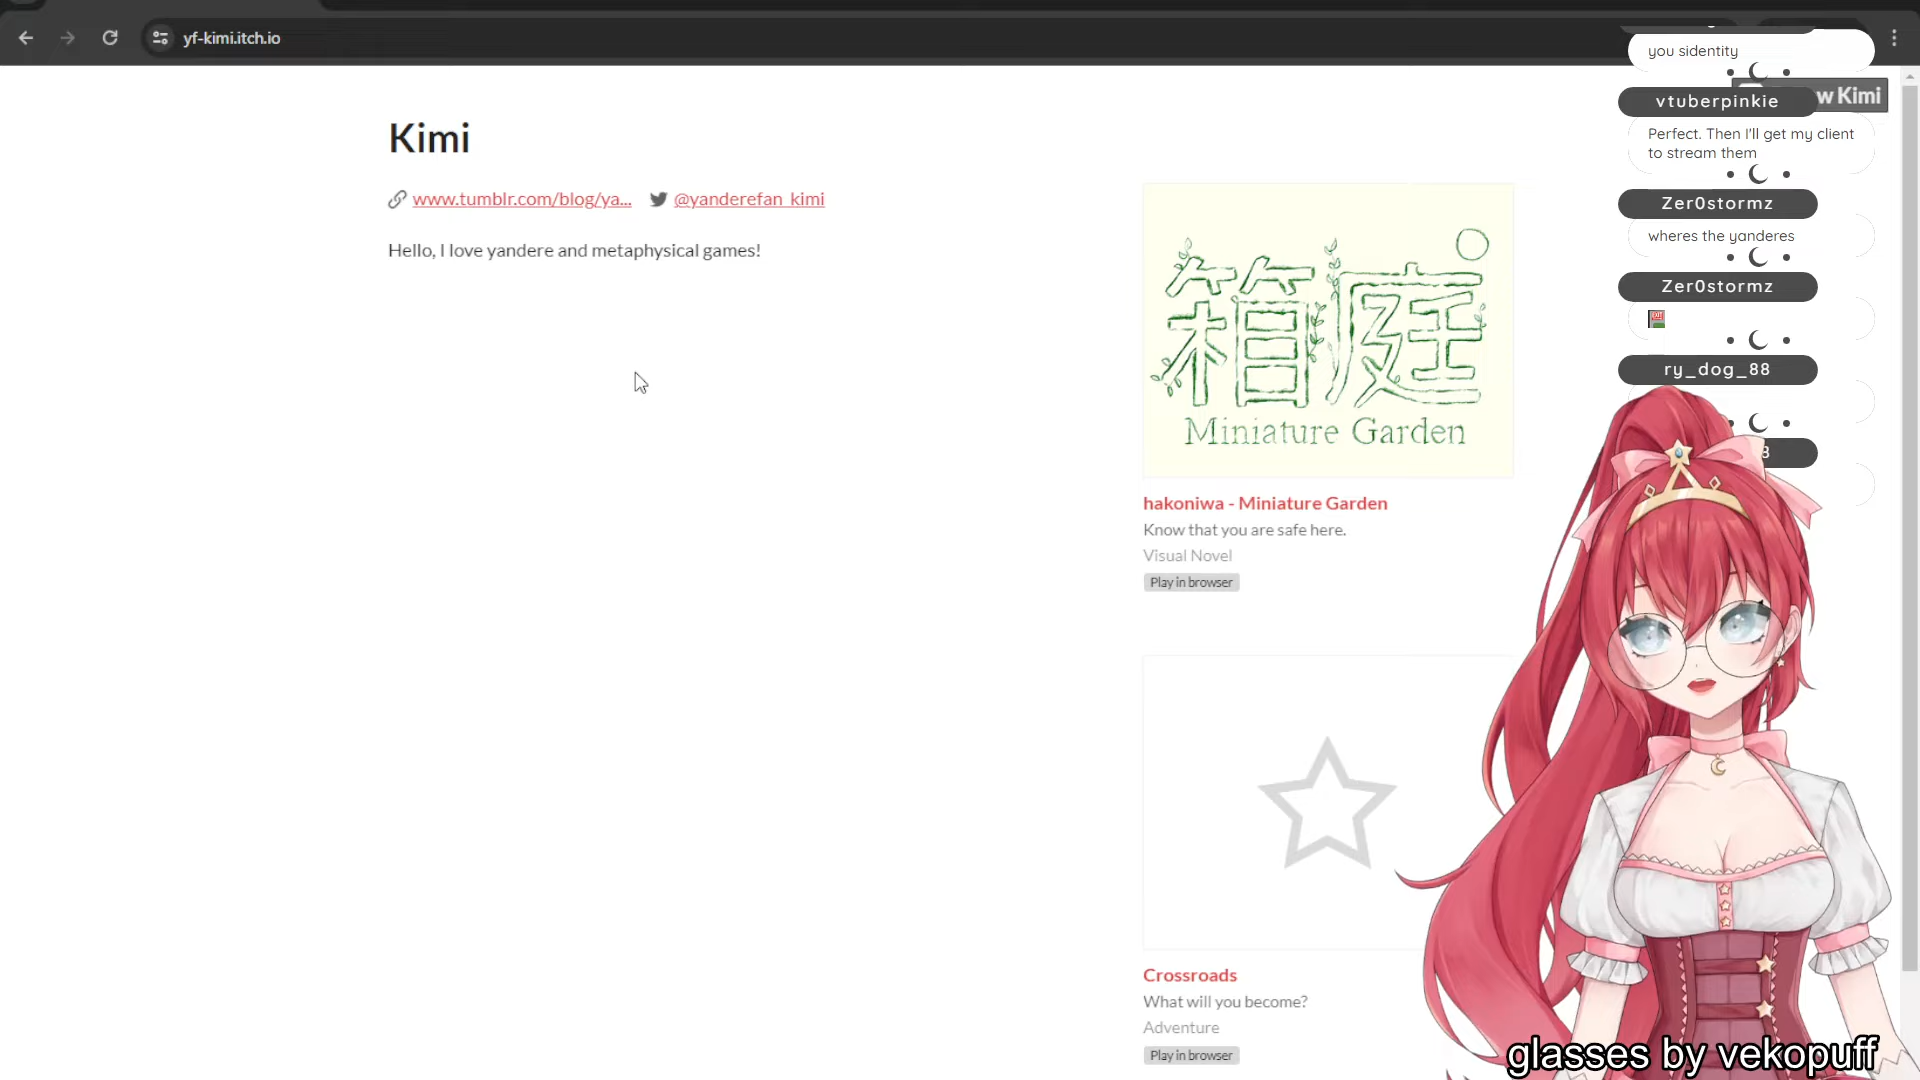 yf-kimi.itch.io
Kimi
www.tumblr.com/blog/ya...
@yanderefan_kimi
Hello, I love yandere and metaphysical games!
箱庭
Miniature Garden
hakoniwa - Miniature Garden
Know that you are safe here.
Visual Novel
Play in browser
Crossroads
What will you become?
Adventure
Play in browser
you sidentity
w Kimi
vtuberpinkie
Perfect. Then I'll get my client
to stream them
Zer0stormz
wheres the yanderes
Zer0stormz
EXIT
ry_dog_88
8
glasses by vekopuff